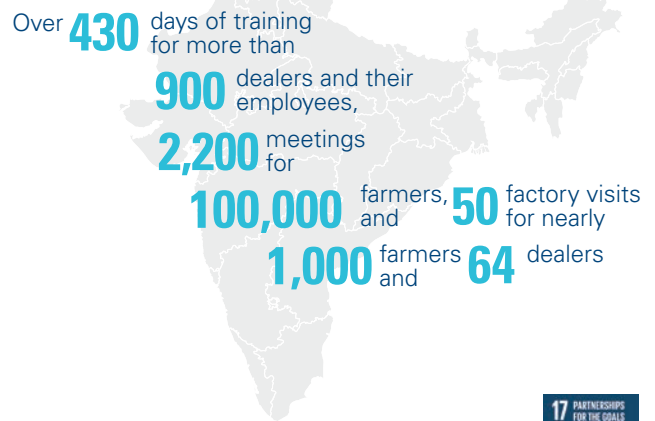 Over 430 days of training
for more than
900 dealers and their
employees,
2,200 meetings
for
100,000 farmers,
and
50 factory visits
for nearly
1,000 farmers
and
64 dealers
17 PARTNERSHIPS
FOR THE GOALS